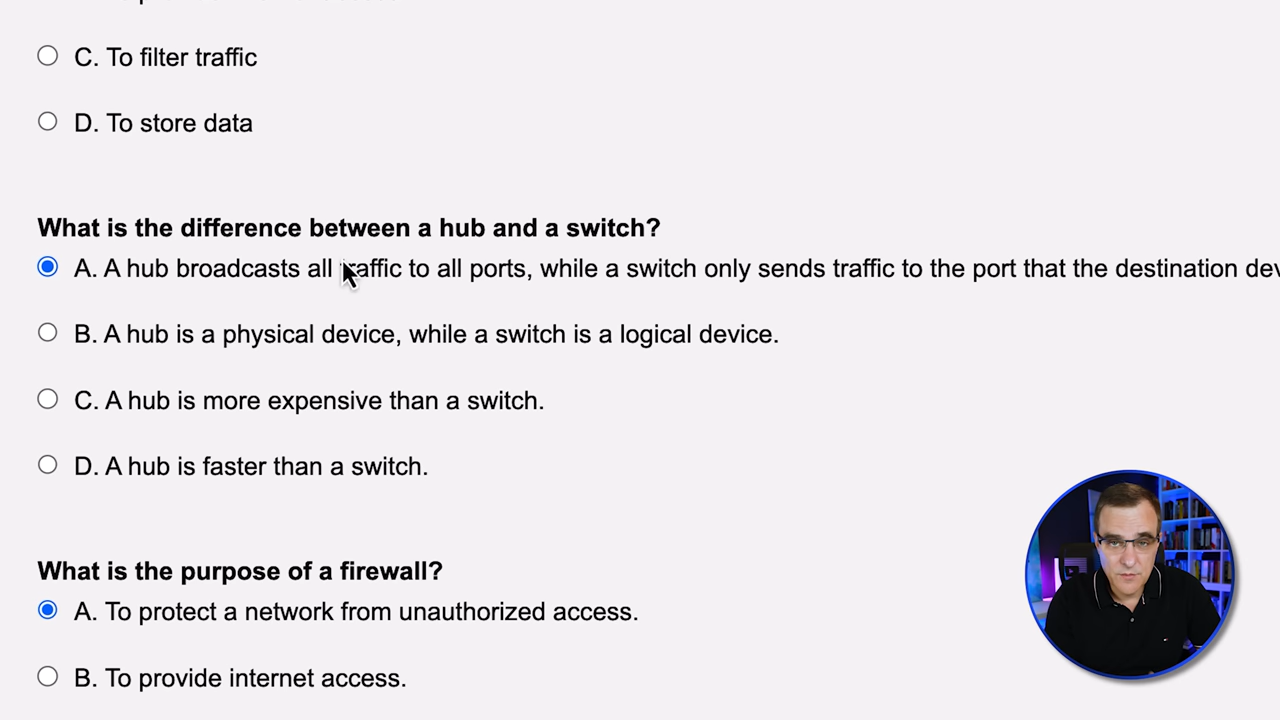 C. To filter traffic
D. To store data
What is the difference between a hub and a switch?
A. A hub broadcasts all traffic to all ports, while a switch only sends traffic to the port that the destination
B. A hub is a physical device, while a switch is a logical device.
C. A hub is more expensive than a switch.
D. A hub is faster than a switch.
What is the purpose of a firewall?
A. To protect a network from unauthorized access.
B. To provide internet access.